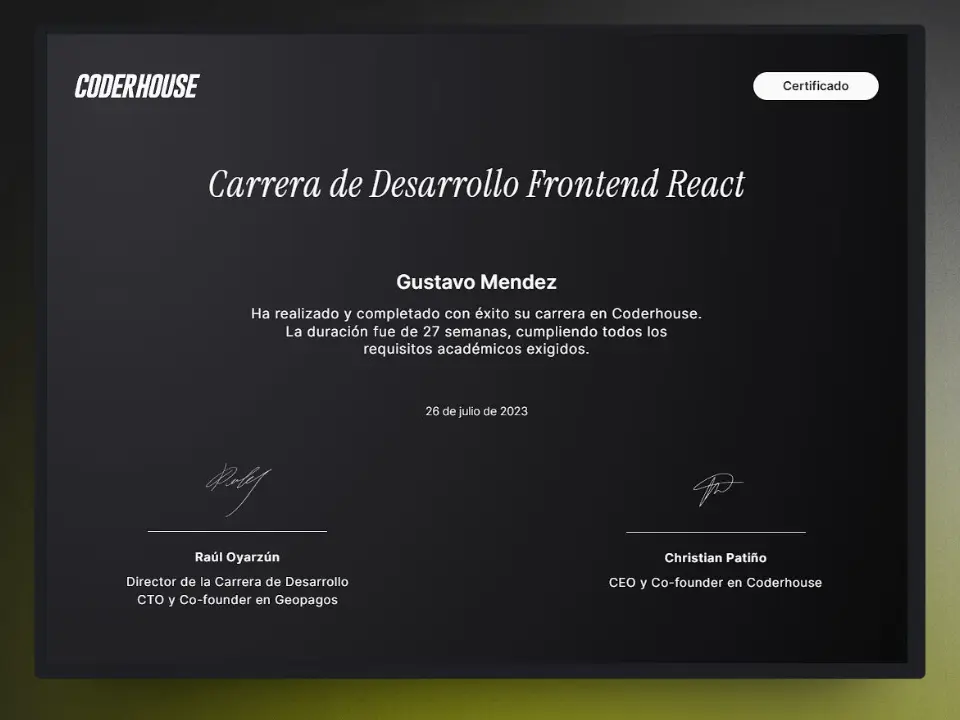 CODERHOUSE
Certificado
Carrera de Desarrollo Frontend React
Gustavo Mendez
Ha realizado y completado con éxito su carrera en Coderhouse.
La duración fue de 27 semanas, cumpliendo todos los
requisitos académicos exigidos.
26 de julio de 2023
Raúl Oyarzún
Director de la Carrera de Desarrollo
CTO y Co-founder en Geopagos
Christian Patiño
CEO y Co-founder en Coderhouse